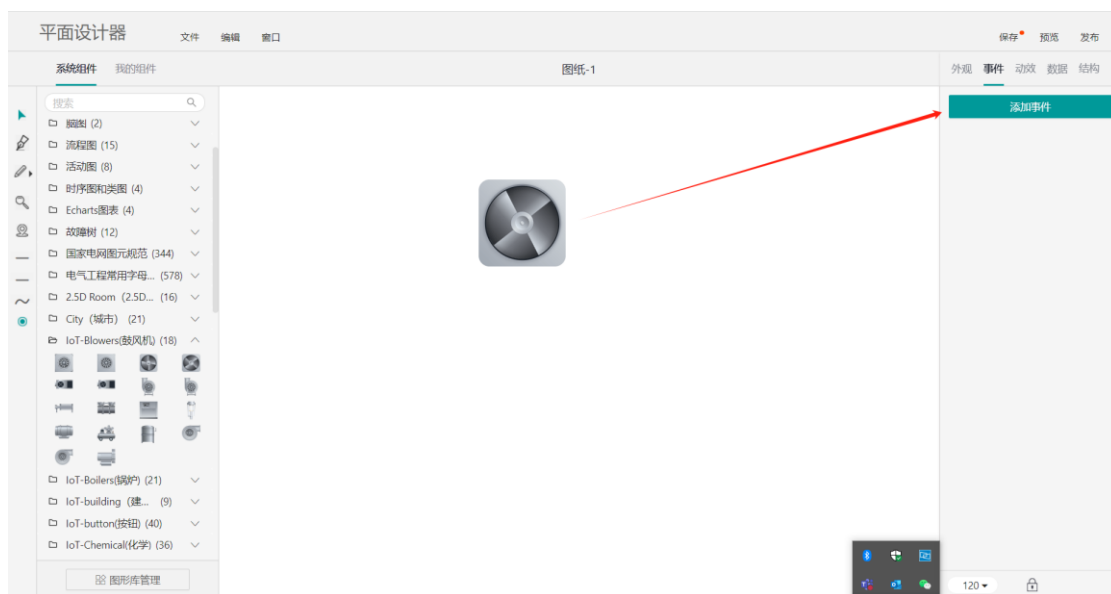 平面设计器 文件 编辑 窗口 保存 预览 发布
系统组件 我的组件 图纸-1 外观 事件 动效 数据 结构
搜索
添加事件
脑图 (2)
流程图 (15)
活动图 (8)
时序图和类图 (4)
Echarts图表 (4)
故障树 (12)
国家电网图元规范 (344)
电气工程常用字母... (578)
2.5D Room（2.5D... (16)
City（城市） (21)
IoT-Blowers(鼓风机) (18)
IoT-Boilers(锅炉) (21)
IoT-building（建... (9)
IoT-button(按钮) (40)
IoT-Chemical(化学) (36)
图形库管理
120